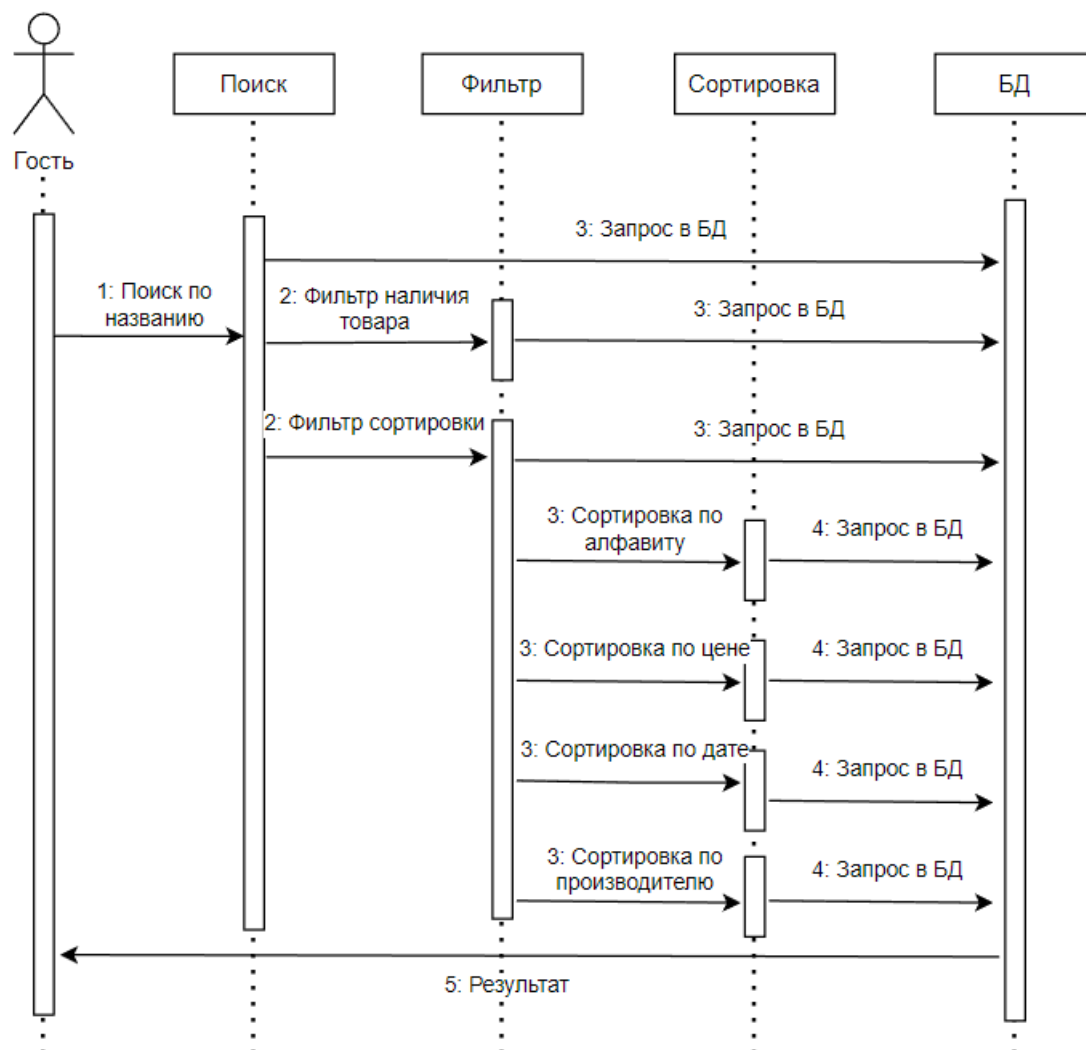 Поиск
Фильтр
Сортировка
БД
Гость
3: Запрос в БД
1: Поиск по
названию
2: Фильтр наличия
товара
3: Запрос в БД
2: Фильтр сортировки
3: Запрос в БД
3: Сортировка по
алфавиту
4: Запрос в БД
3: Сортировка по цене
4: Запрос в БД
3: Сортировка по дате
4: Запрос в БД
3: Сортировка по
производителю
4: Запрос в БД
5: Результат